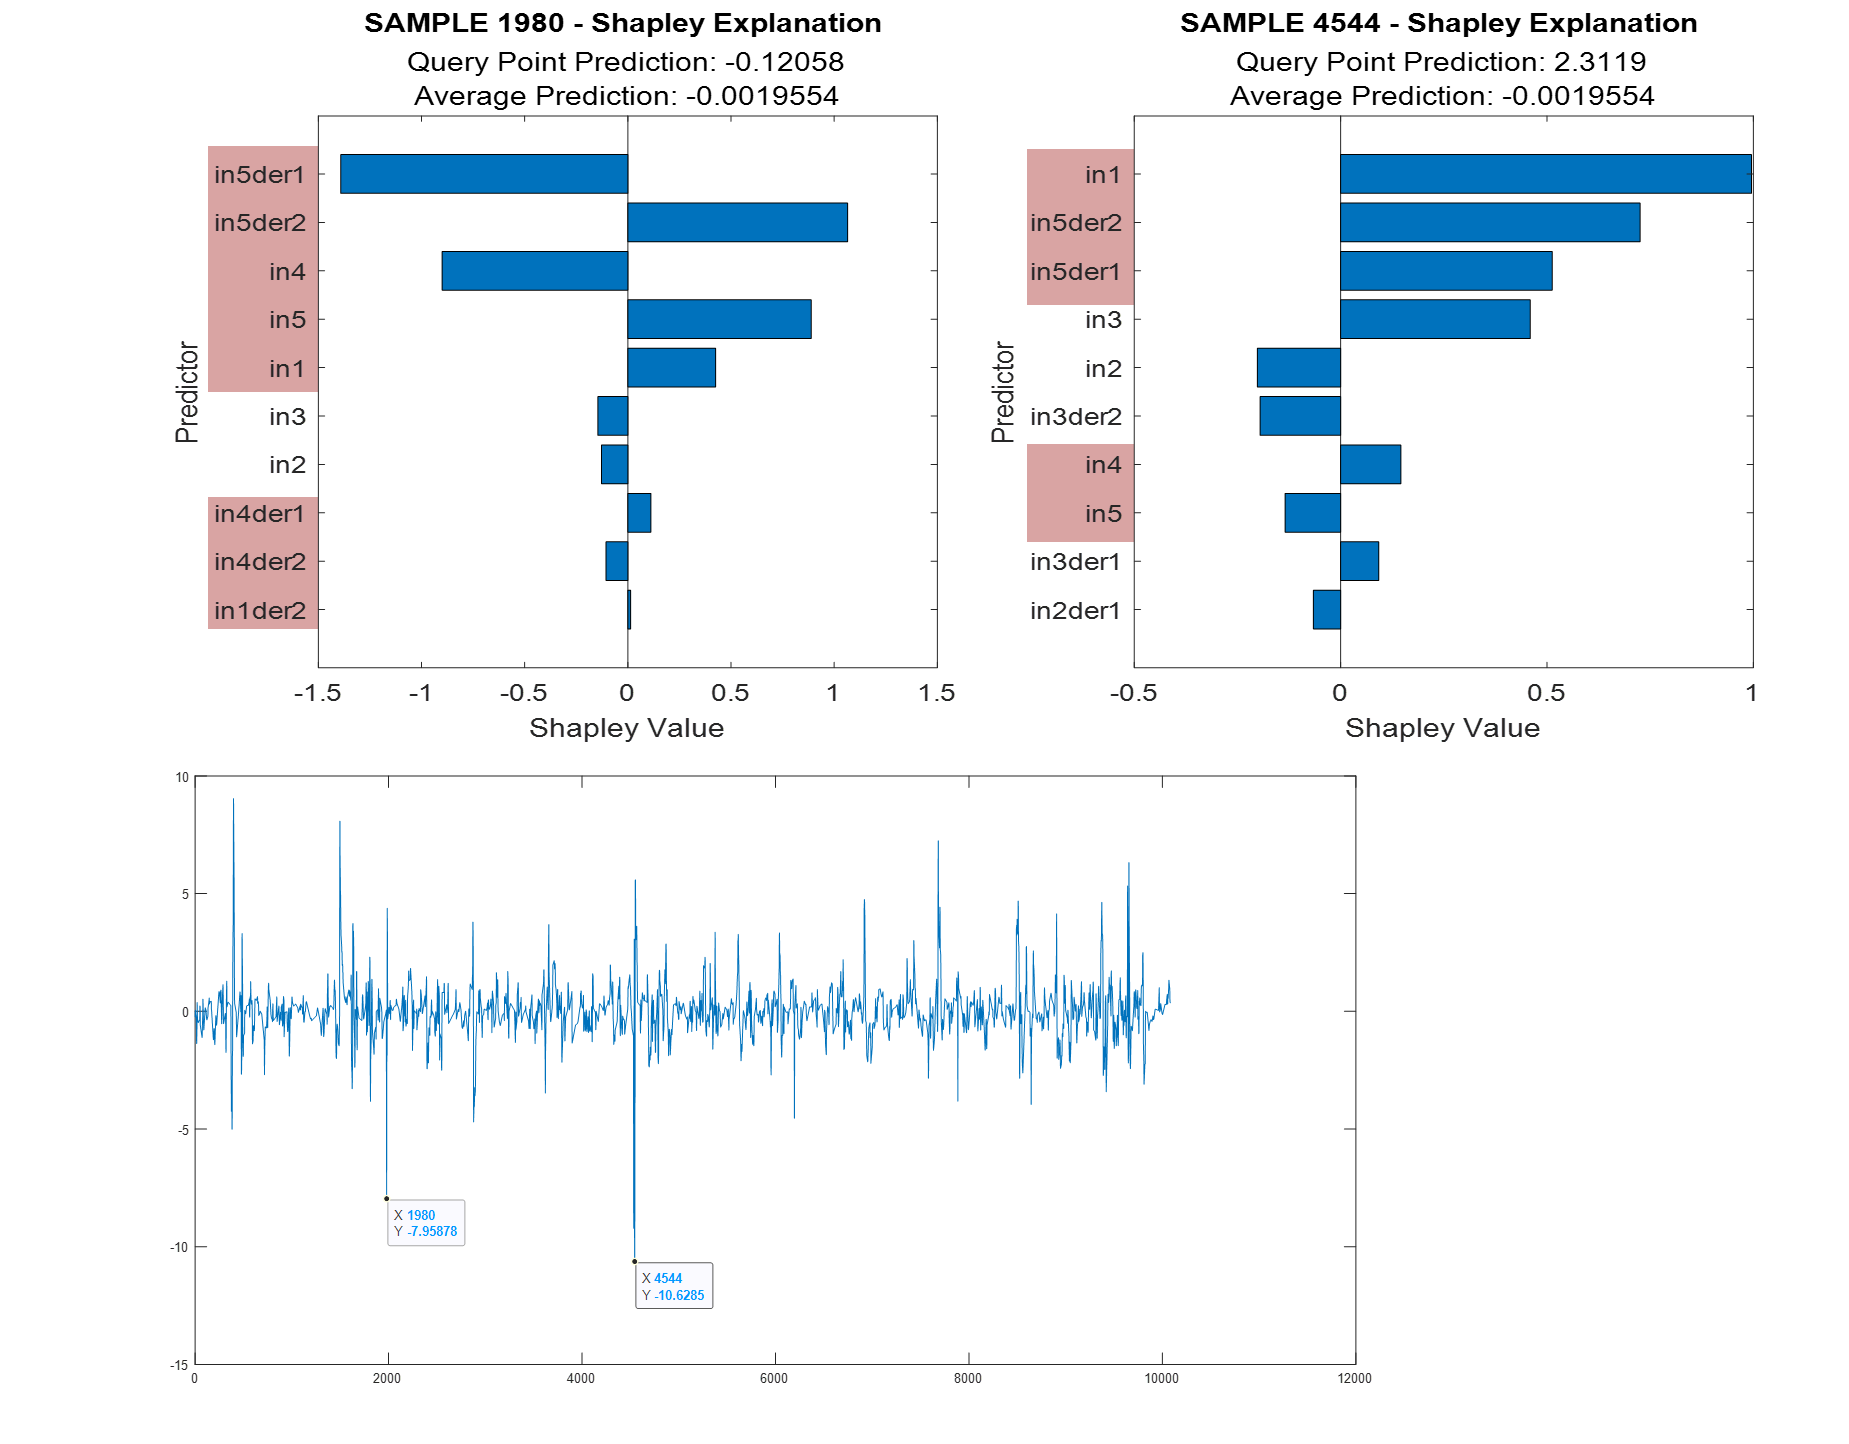 SAMPLE 1980 - Shapley Explanation
Query Point Prediction: -0.12058
Average Prediction: -0.0019554
Predictor
in5der1
in5der2
in4
in5
in1
in3
in2
in4der1
in4der2
in1der2
-1.5 -1 -0.5 0 0.5 1 1.5
Shapley Value
SAMPLE 4544 - Shapley Explanation
Query Point Prediction: 2.3119
Average Prediction: -0.0019554
Predictor
in1
in5der2
in5der1
in3
in2
in3der2
in4
in5
in3der1
in2der1
-0.5 0 0.5 1
Shapley Value
10
5
0
-5
-10
-15
X 1980
Y -7.95878
X 4544
Y -10.6285
0 2000 4000 6000 8000 10000 12000